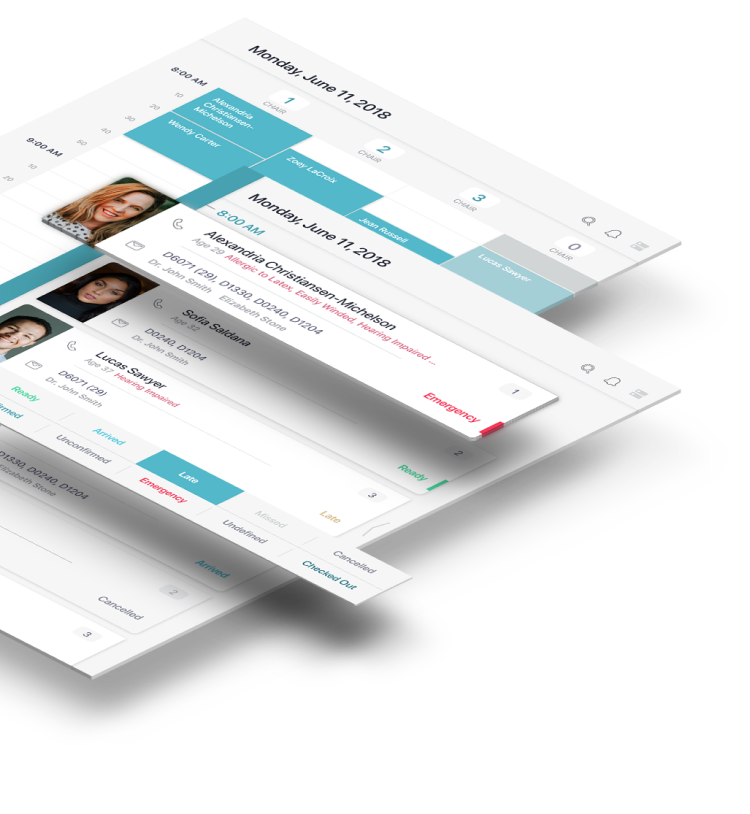 Monday, June 11, 2018
8:00 AM
10
20
30
40
50
9:00 AM
10
20
1
CHAIR
2
CHAIR
3
CHAIR
0
CHAIR
Alexandria
Christiansen-
Michelson
Wendy Carter
Zoey LaCroix
Jean Russell
Lucas Sawyer
Monday, June 11, 2018
8:00 AM
Alexandria Christiansen-Michelson
Age 29 Allergic to Latex, Easily Winded, Hearing Impaired ...
D6071 (29), D1330, D0240, D1204
Dr. John Smith Elizabeth Stone
1
Emergency
Sofia Saldana
Age 32
D0240, D1204
Dr. John Smith
2
Ready
Lucas Sawyer
Age 37 Hearing Impaired
D6071 (29)
Dr. John Smith
3
Late
Ready
Arrived
Late
Missed
Cancelled
Unconfirmed
Emergency
Undefined
Checked Out
D1330, D0240, D1204
Elizabeth Stone
Arrived
2
Cancelled
3